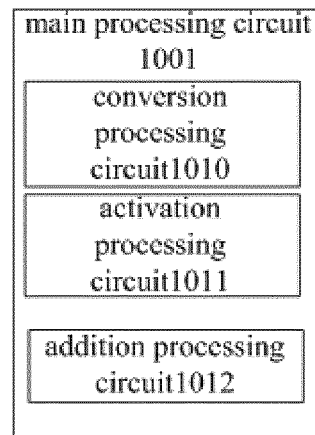 main processing circuit
1001
conversion
processing
circuit1010
activation
processing
circuit1011
addition processing
circuit1012